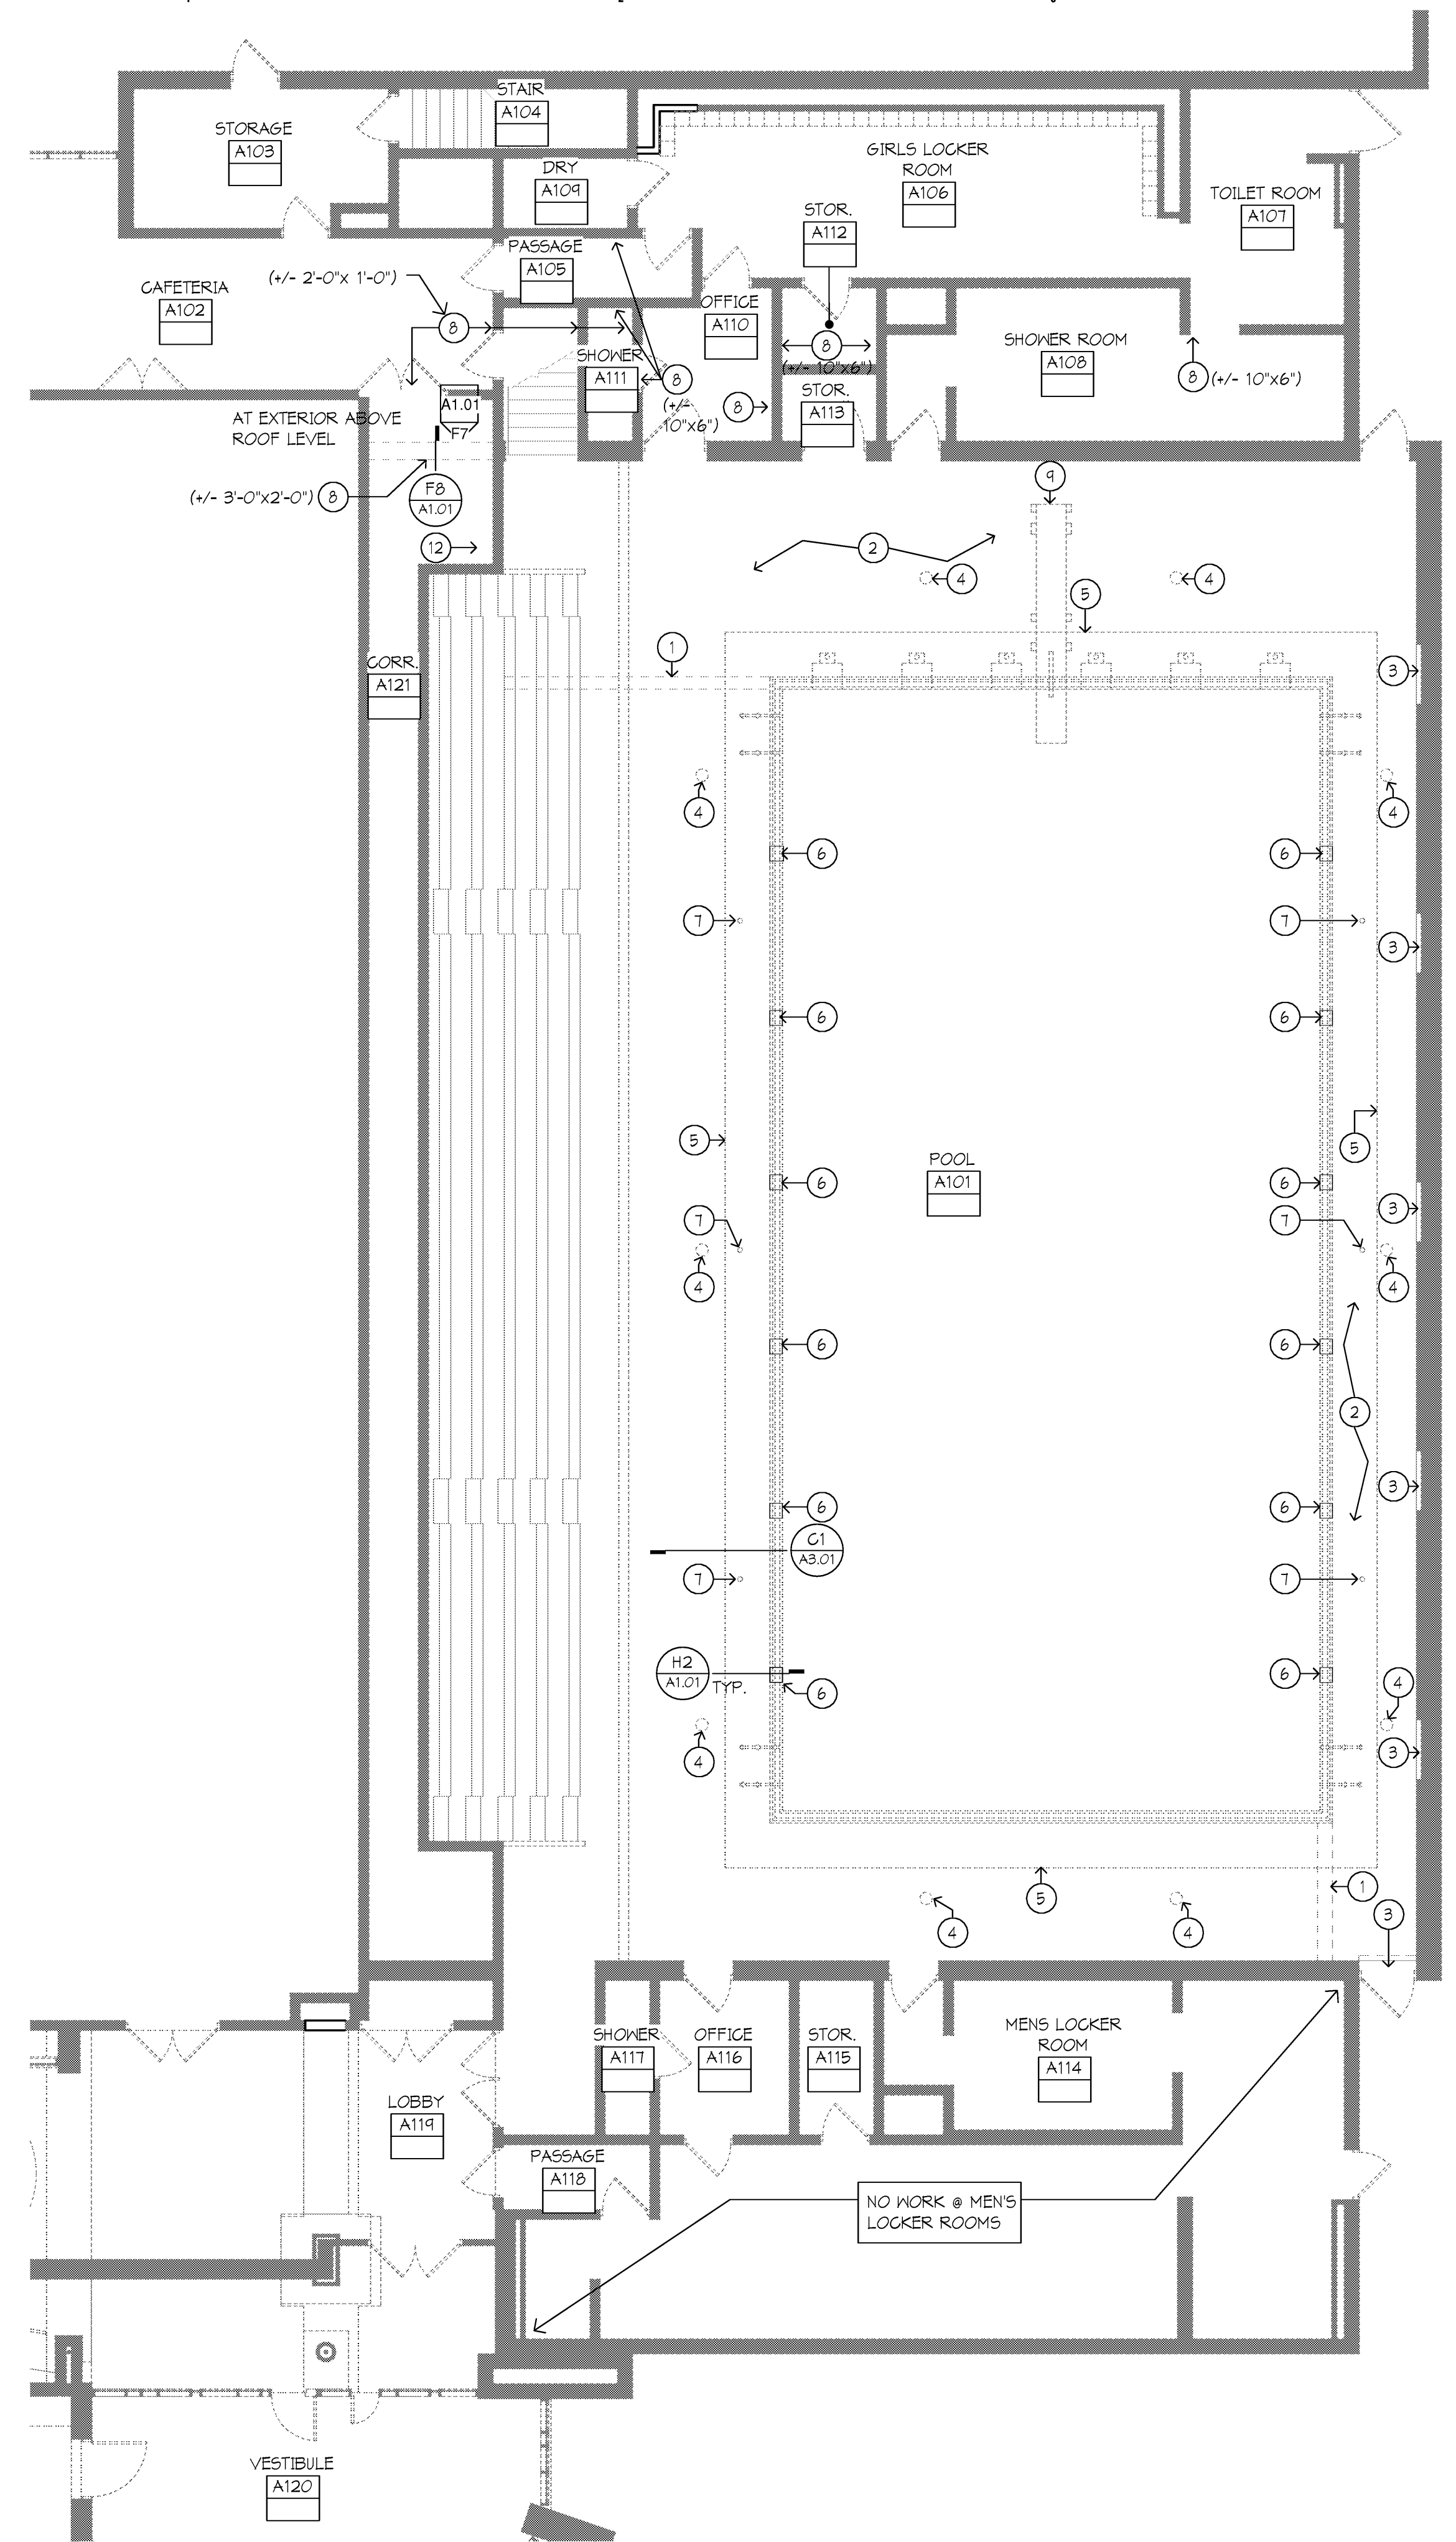 STAIR
A104
STORAGE
A103
DRY
A109
GIRLS LOCKER
ROOM
A106
TOILET ROOM
A107
STOR.
A112
PASSAGE
A105
(+/- 2'-0"x 1'-0")
CAFETERIA
A102
OFFICE
A110
8
SHOWER ROOM
A108
8
(+/- 10"x6")
SHOWER
A111
8
(+/-
10"x6")
8 (+/- 10"x6")
STOR.
A113
8
A1.01
F7
AT EXTERIOR ABOVE
ROOF LEVEL
(+/- 3'-0"x2'-0") 8
F8
A1.01
9
12
2
4
4
5
1
CORR.
A121
3
4
4
6
6
7
7
3
6
6
5
5
POOL
A101
6
6
7
7
3
4
4
6
6
2
3
6
6
C1
A3.01
7
7
H2
A1.01
TYP.
6
6
4
4
3
5
1
3
4
4
SHOWER
A117
OFFICE
A116
STOR.
A115
MENS LOCKER
ROOM
A114
LOBBY
A119
PASSAGE
A118
NO WORK @ MEN'S
LOCKER ROOMS
VESTIBULE
A120